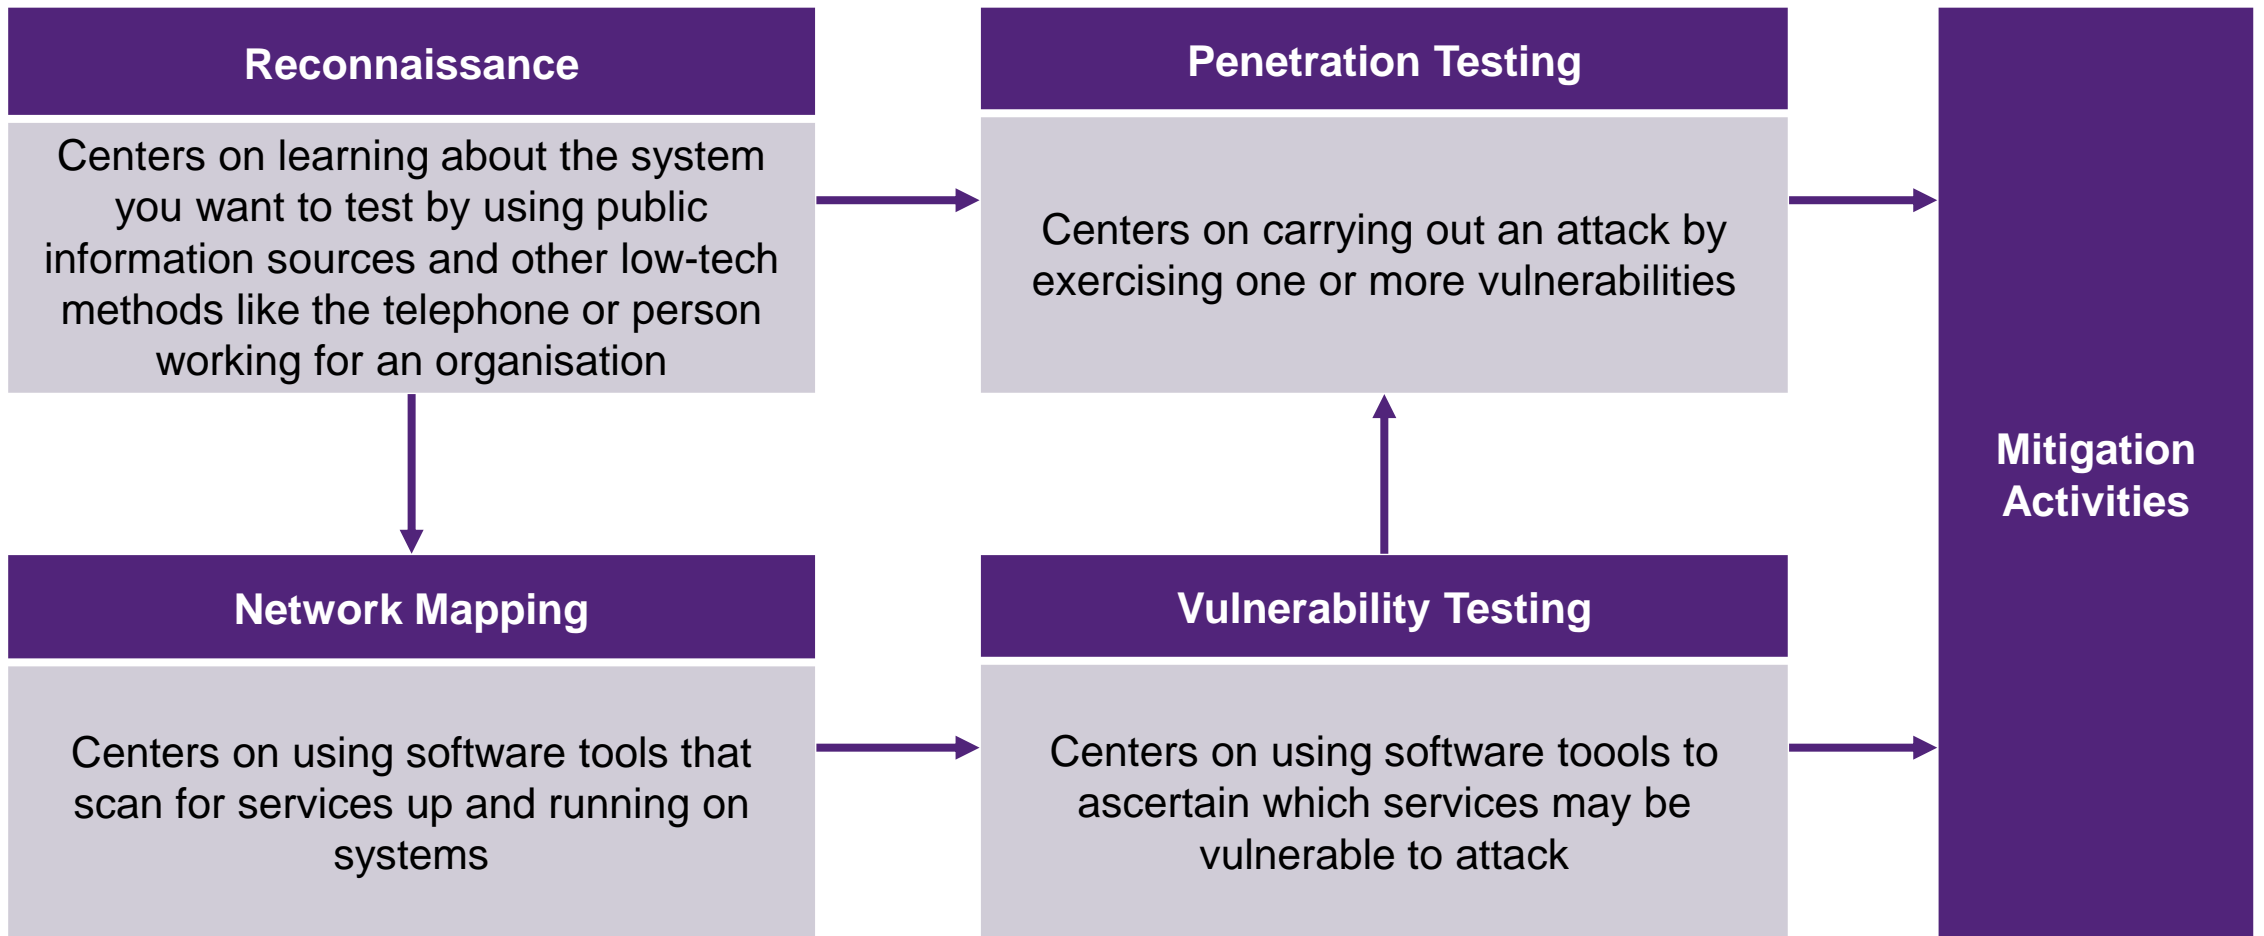 Reconnaissance
Centers on learning about the system
you want to test by using public
information sources and other low-tech
methods like the telephone or person
working for an organisation
Penetration Testing
Centers on carrying out an attack by
exercising one or more vulnerabilities
Network Mapping
Centers on using software tools that
scan for services up and running on
systems
Vulnerability Testing
Centers on using software toools to
ascertain which services may be
vulnerable to attack
Mitigation
Activities